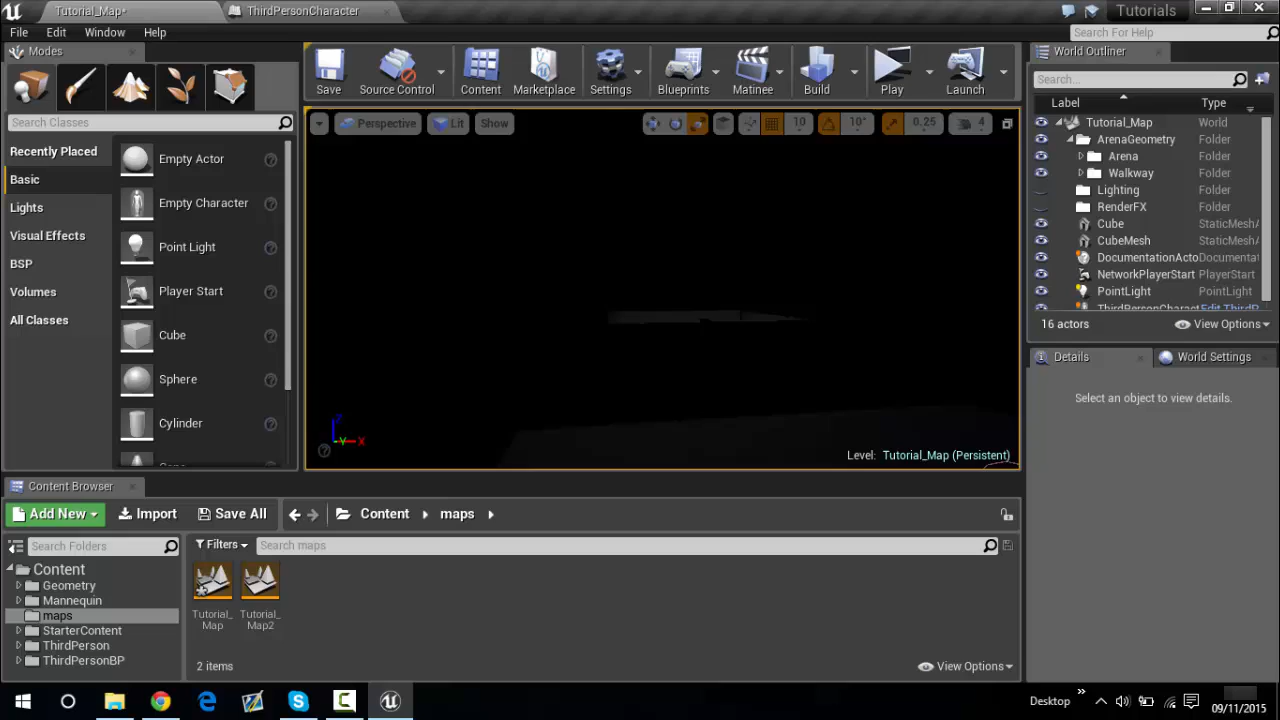 Tutorial_Map*
ThirdPersonCharacter
Tutorials
File Edit Window Help
Search For Help
Modes
Save
Source Control
Content
Marketplace
Settings
Blueprints
Matinee
Build
Play
Launch
World Outliner
Search...
Label Type
Search Classes
Perspective
Lit
Show
10
10°
0.25
4
Recently Placed
Basic
Lights
Visual Effects
BSP
Volumes
All Classes
Empty Actor
Empty Character
Point Light
Player Start
Cube
Sphere
Cylinder
Tutorial_Map World
ArenaGeometry Folder
Arena Folder
Walkway Folder
Lighting Folder
RenderFX Folder
Cube StaticMesh/
CubeMesh StaticMesh/
DocumentationActo Documentat
NetworkPlayerStart PlayerStart
PointLight PointLight
ThirdPersonCharact Edit ThirdP
16 actors
View Options
Details
World Settings
Select an object to view details.
Z
Y
X
Level: Tutorial_Map (Persistent)
Content Browser
Add New
Import
Save All
Content
maps
Search Folders
Filters
Search maps
Content
Geometry
Mannequin
maps
StarterContent
ThirdPerson
ThirdPersonBP
Tutorial_
Map
Tutorial_
Map2
2 items
View Options
Desktop
09/11/2015